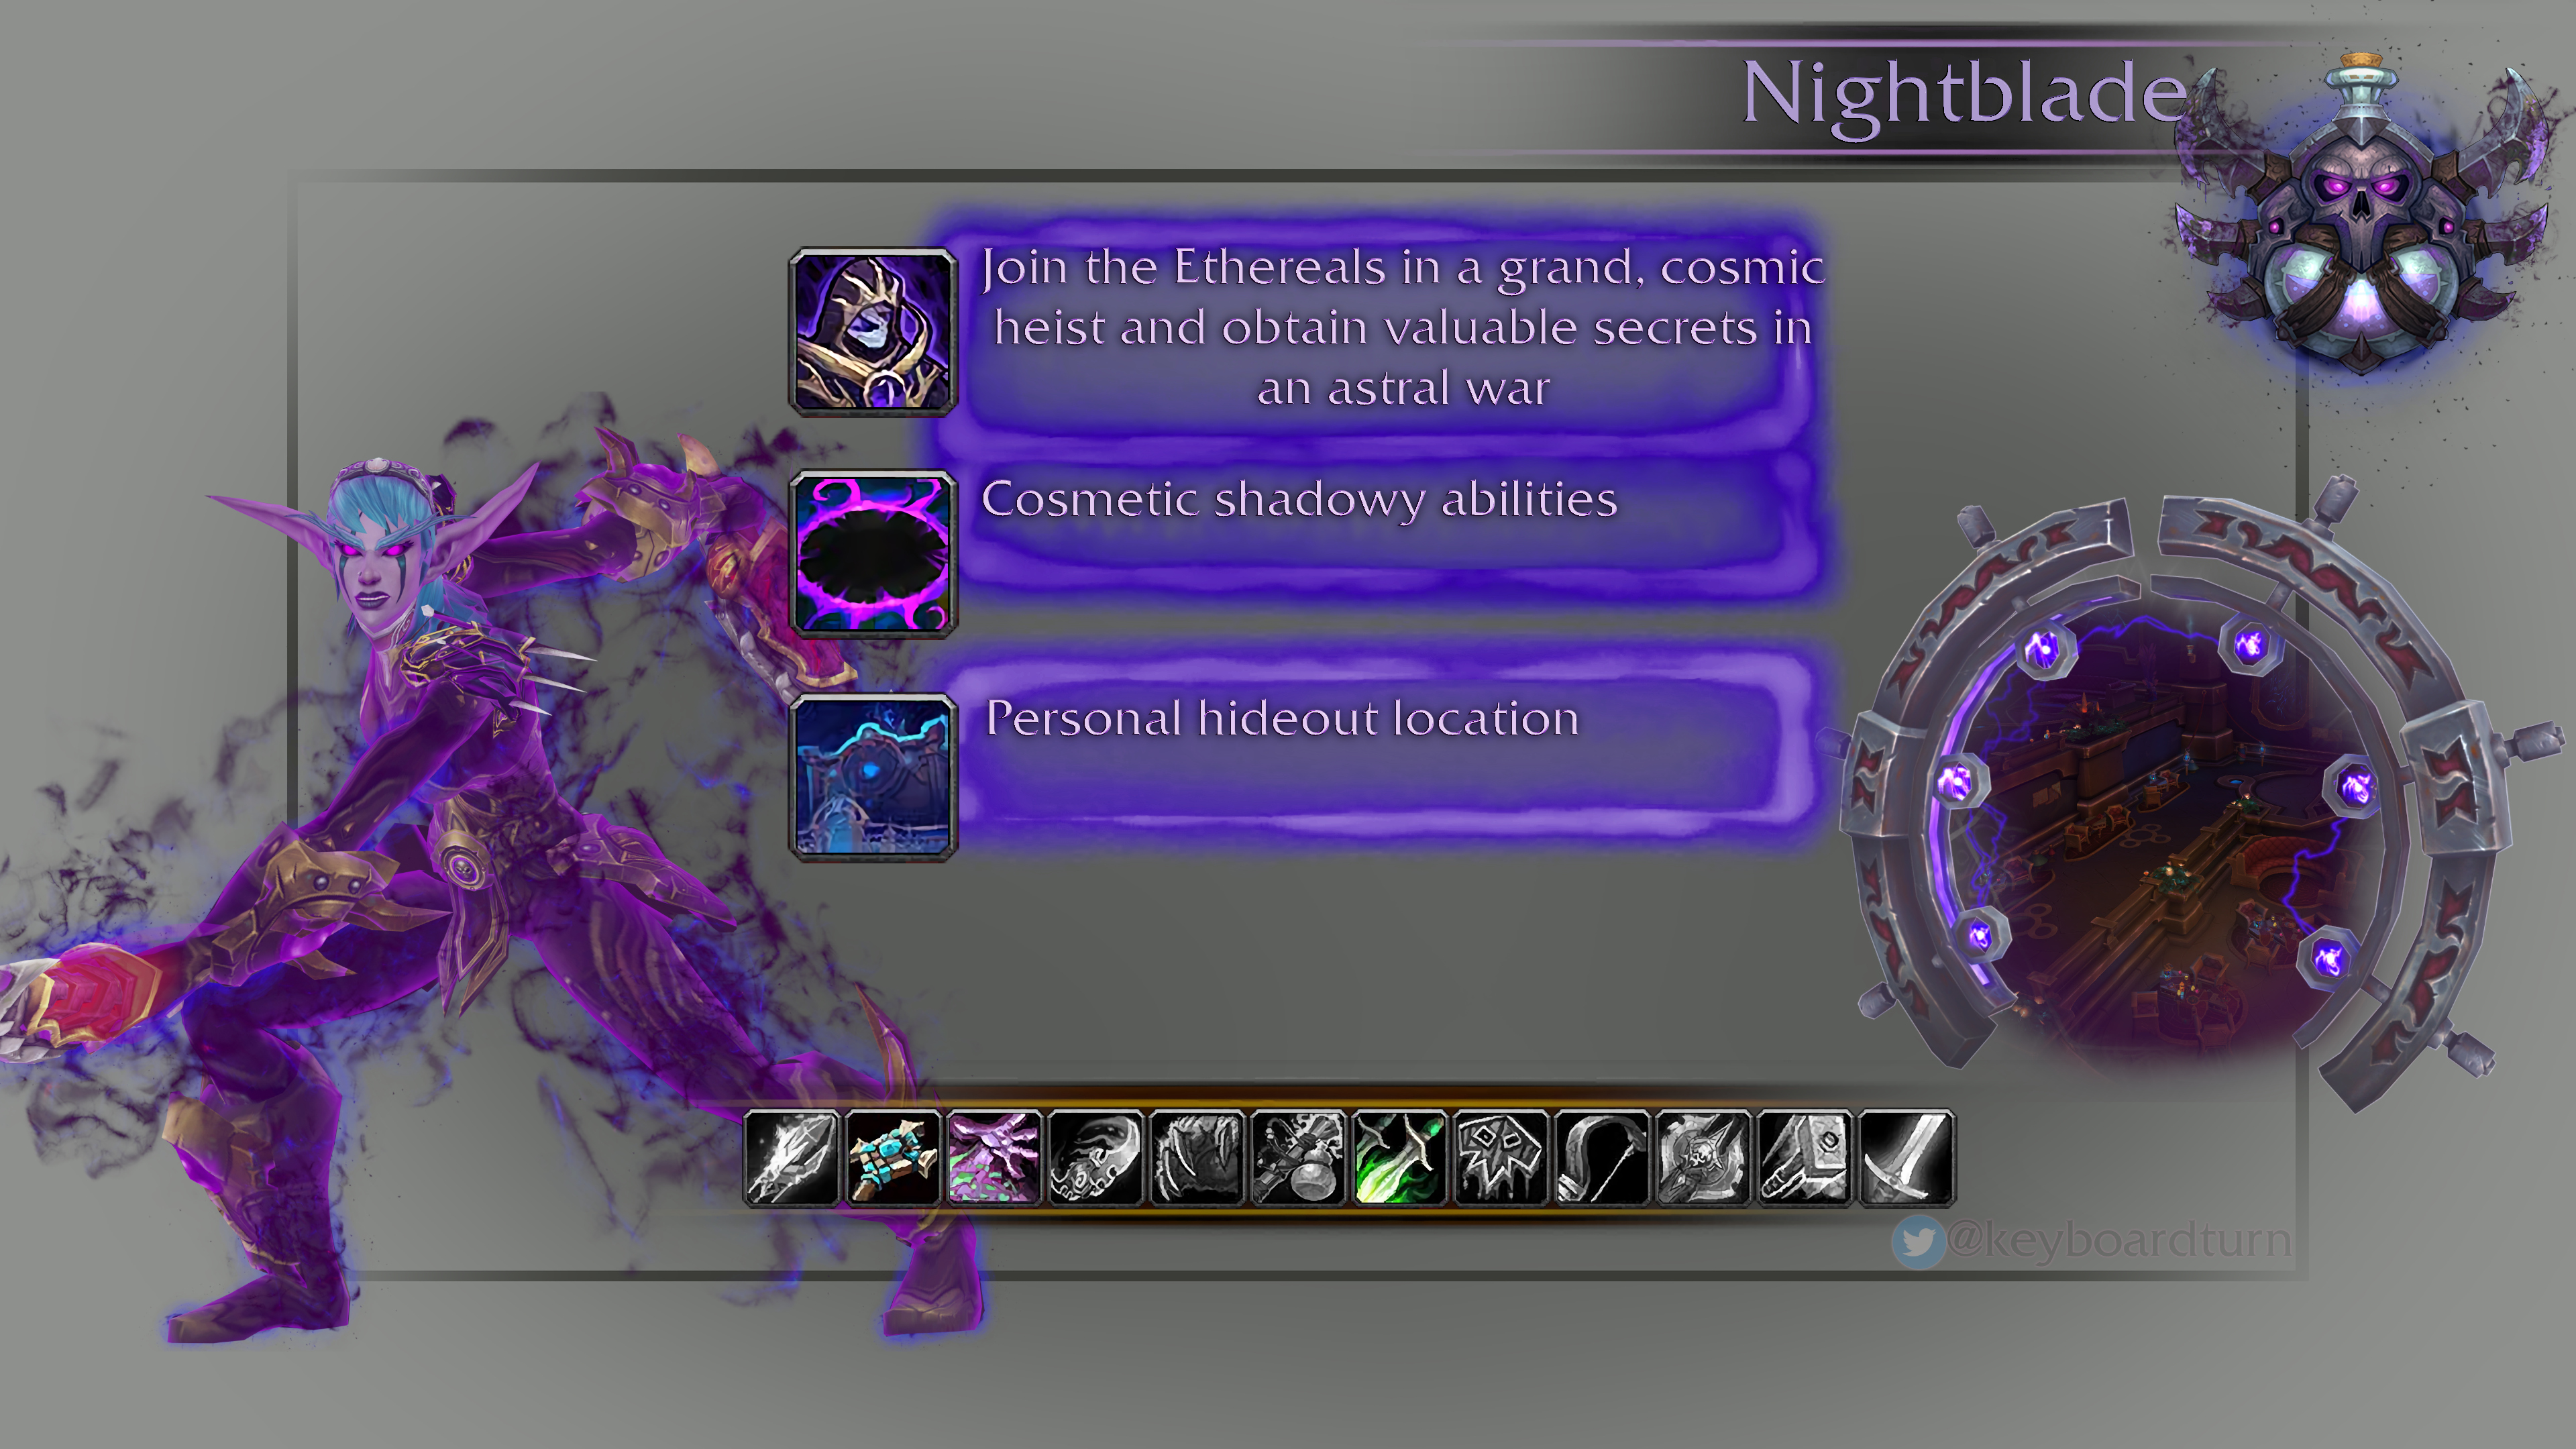 Nightblade
Join the Ethereals in a grand, cosmic
heist and obtain valuable secrets in
an astral war
Cosmetic shadowy abilities
Personal hideout location
@keyboardturn